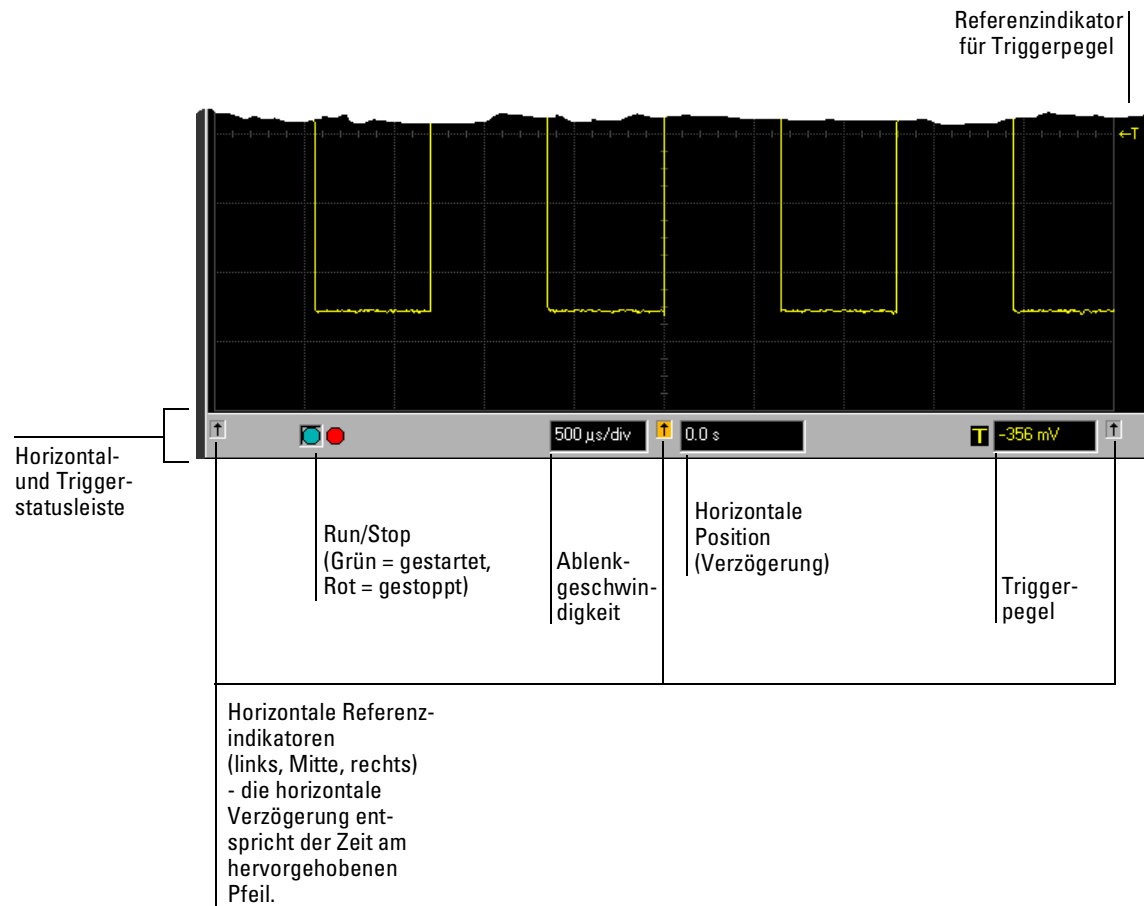 Referenzindikator
für Triggerpegel
←T
500 µs/div
0.0 s
T
-356 mV
Horizontal-
und Trigger-
statusleiste
Run/Stop
(Grün = gestartet,
Rot = gestoppt)
Ablenk-
geschwin-
digkeit
Horizontale
Position
(Verzögerung)
Trigger-
pegel
Horizontale Referenz-
indikatoren
(links, Mitte, rechts)
- die horizontale
Verzögerung ent-
spricht der Zeit am
hervorgehobenen
Pfeil.